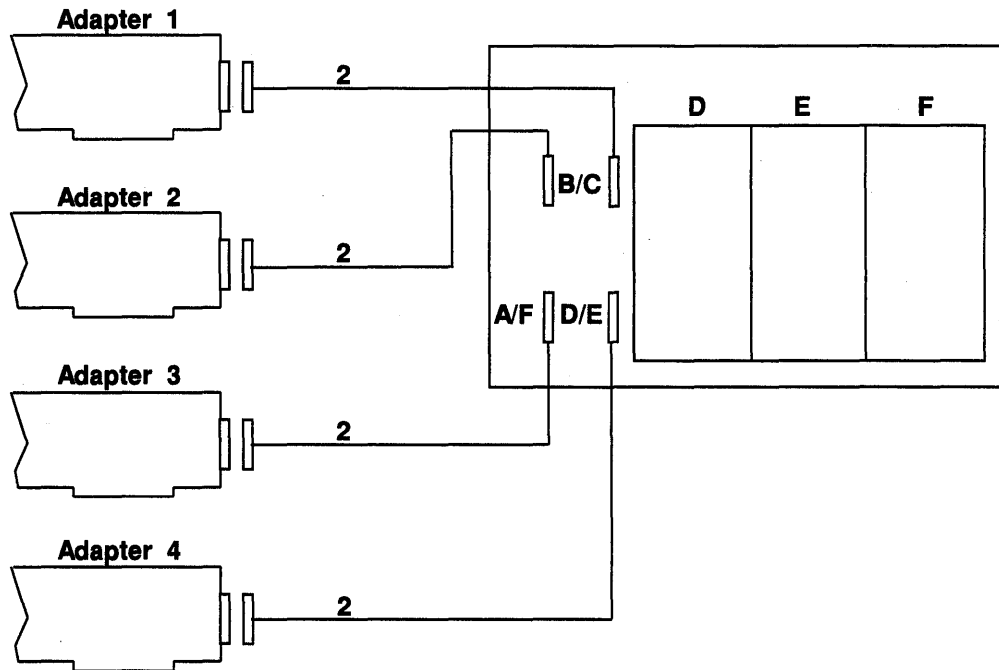 Adapter 1
2
D E F
B/C
Adapter 2
2
A/F D/E
Adapter 3
2
Adapter 4
2